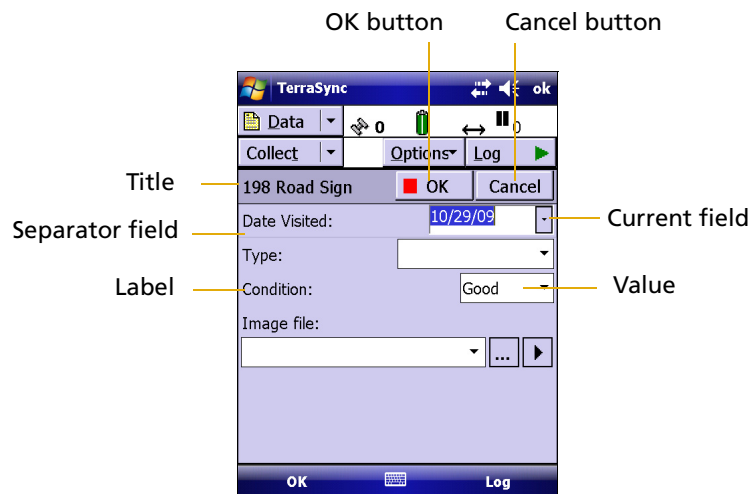 OK button Cancel button
TerraSync ok
Data 0 0
Collect Options Log
Title 198 Road Sign OK Cancel
Date Visited: 10/29/09 Current field
Separator field
Type:
Label Condition: Good Value
Image file:
...
OK Log